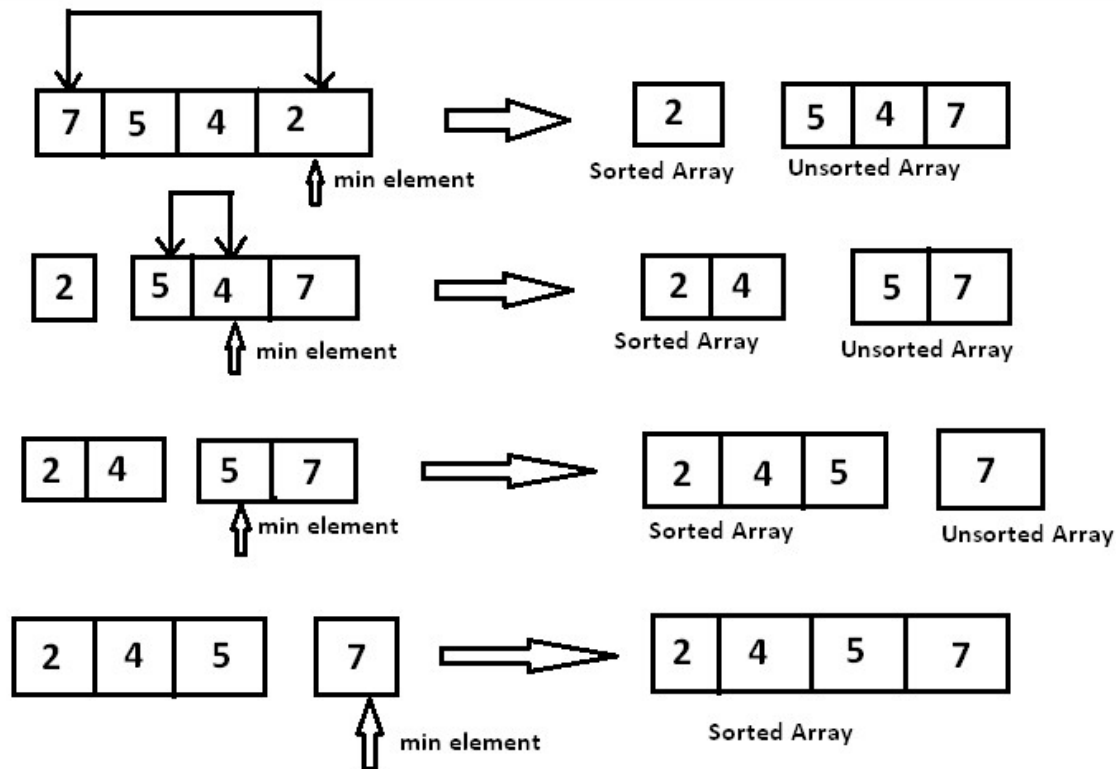 7 5 4 2
2
5 4 7
min element
Sorted Array
Unsorted Array
2
5 4 7
2 4
5 7
min element
Sorted Array
Unsorted Array
2 4
5 7
2 4 5
7
min element
Sorted Array
Unsorted Array
2 4 5
7
2 4 5 7
min element
Sorted Array